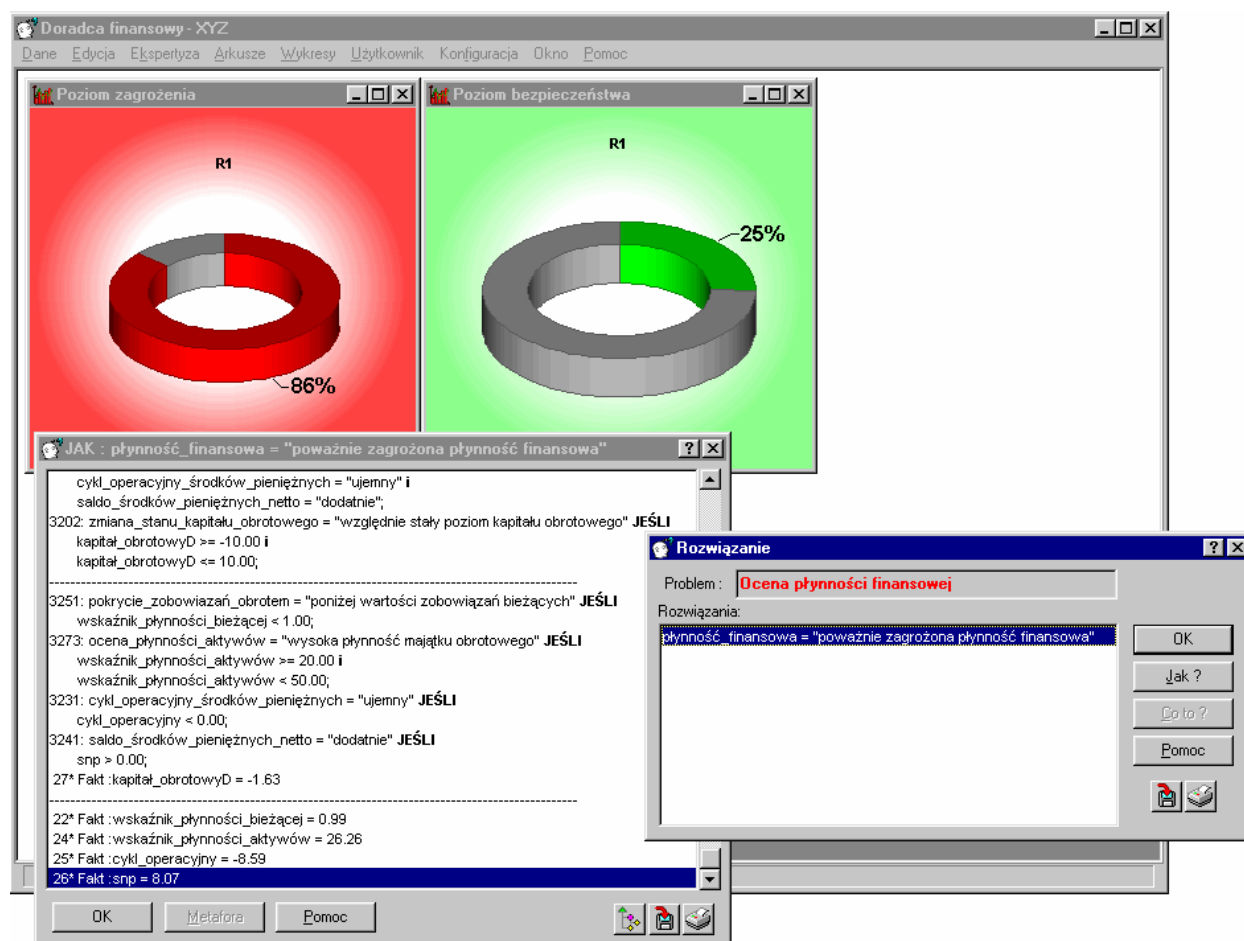 Doradca finansowy - XYZ
Dane Edycja Ekspertyza Arkusze Wykresy Użytkownik Konfiguracja Okno Pomoc
Poziom zagrożenia
R1
86%
Poziom bezpieczeństwa
R1
25%
JAK : płynność_finansowa = "poważnie zagrożona płynność finansowa"
cykl_operacyjny_środków_pieniężnych = "ujemny" i
saldo_środków_pieniężnych_netto = "dodatnie";
3202: zmiana_stanu_kapitału_obrotowego = "względnie stały poziom kapitału obrotowego" JEŚLI
kapitał_obrotowyD >= -10.00 i
kapitał_obrotowyD <= 10.00;
3251: pokrycie_zobowiazań_obrotem = "poniżej wartości zobowiązań bieżących" JEŚLI
wskaźnik_płynności_bieżącej < 1.00;
3273: ocena_płynności_aktywów = "wysoka płynność majątku obrotowego" JEŚLI
wskaźnik_płynności_aktywów >= 20.00 i
wskaźnik_płynności_aktywów < 50.00;
3231: cykl_operacyjny_środków_pieniężnych = "ujemny" JEŚLI
cykl_operacyjny < 0.00;
3241: saldo_środków_pieniężnych_netto = "dodatnie" JEŚLI
snp > 0.00;
27* Fakt :kapitał_obrotowyD = -1.63
22* Fakt :wskaźnik_płynności_bieżącej = 0.99
24* Fakt :wskaźnik_płynności_aktywów = 26.26
25* Fakt :cykl_operacyjny = -8.59
26* Fakt :snp = 8.07
OK Metafora Pomoc
Rozwiązanie
Problem : Ocena płynności finansowej
Rozwiązania:
płynność_finansowa = "poważnie zagrożona płynność finansowa"
OK
Jak ?
Co to ?
Pomoc